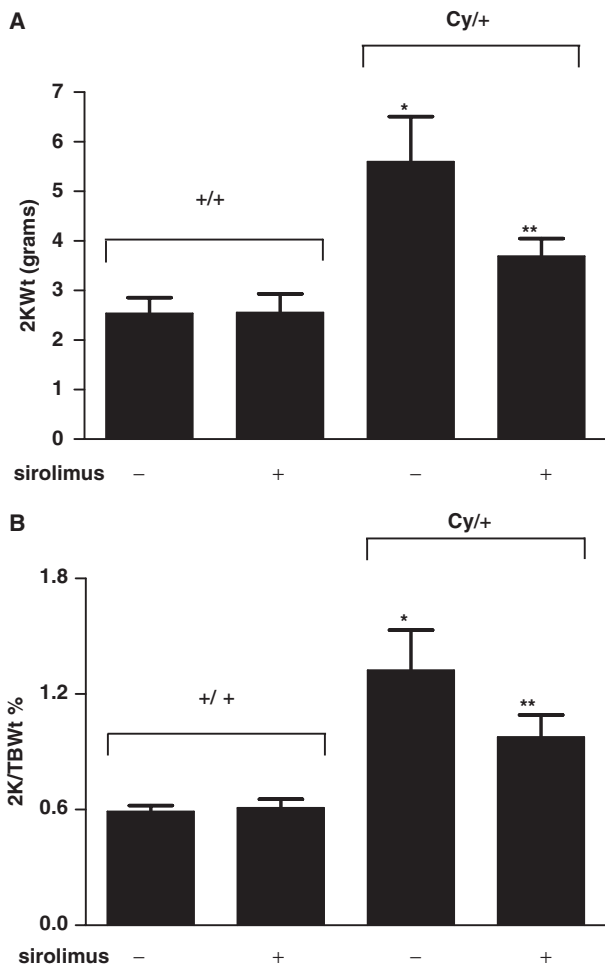 A
Cy/+
7
6
5
4
3
2
1
0
2KWt (grams)
+/+
*
**
sirolimus − + − +
B
Cy/+
1.8
1.2
0.6
0.0
2K/TBWt %
+/ +
*
**
sirolimus − + − +